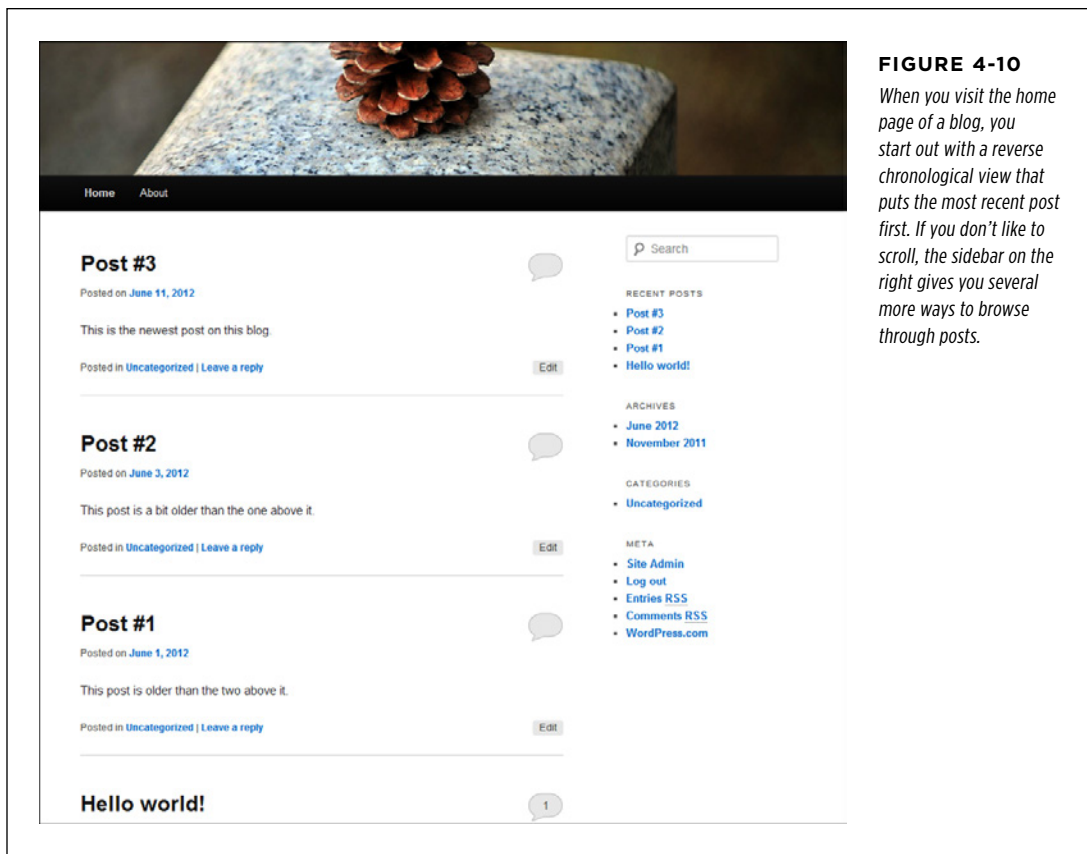 Home About
Post #3
Posted on June 11, 2012
This is the newest post on this blog.
Posted in Uncategorized | Leave a reply
Edit
Post #2
Posted on June 3, 2012
This post is a bit older than the one above it.
Posted in Uncategorized | Leave a reply
Edit
Post #1
Posted on June 1, 2012
This post is older than the two above it.
Posted in Uncategorized | Leave a reply
Edit
Hello world!
1
Search
RECENT POSTS
Post #3
Post #2
Post #1
Hello world!
ARCHIVES
June 2012
November 2011
CATEGORIES
Uncategorized
META
Site Admin
Log out
Entries RSS
Comments RSS
WordPress.com
FIGURE 4-10
When you visit the home
page of a blog, you
start out with a reverse
chronological view that
puts the most recent post
first. If you don’t like to
scroll, the sidebar on the
right gives you several
more ways to browse
through posts.